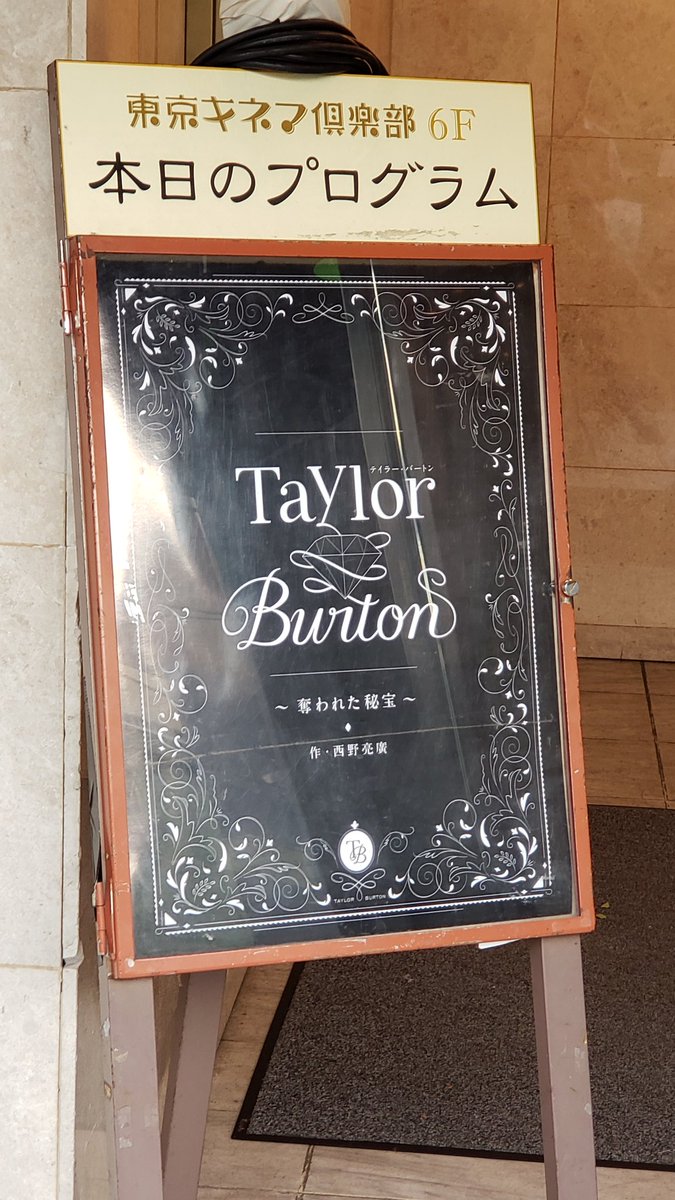 東京キネマ倶楽部 6F
本日のプログラム
テイラー・バートン
Taylor
Burton
～ 奪われた秘宝 ～
作・西野亮廣
TB
TAYLOR BURTON